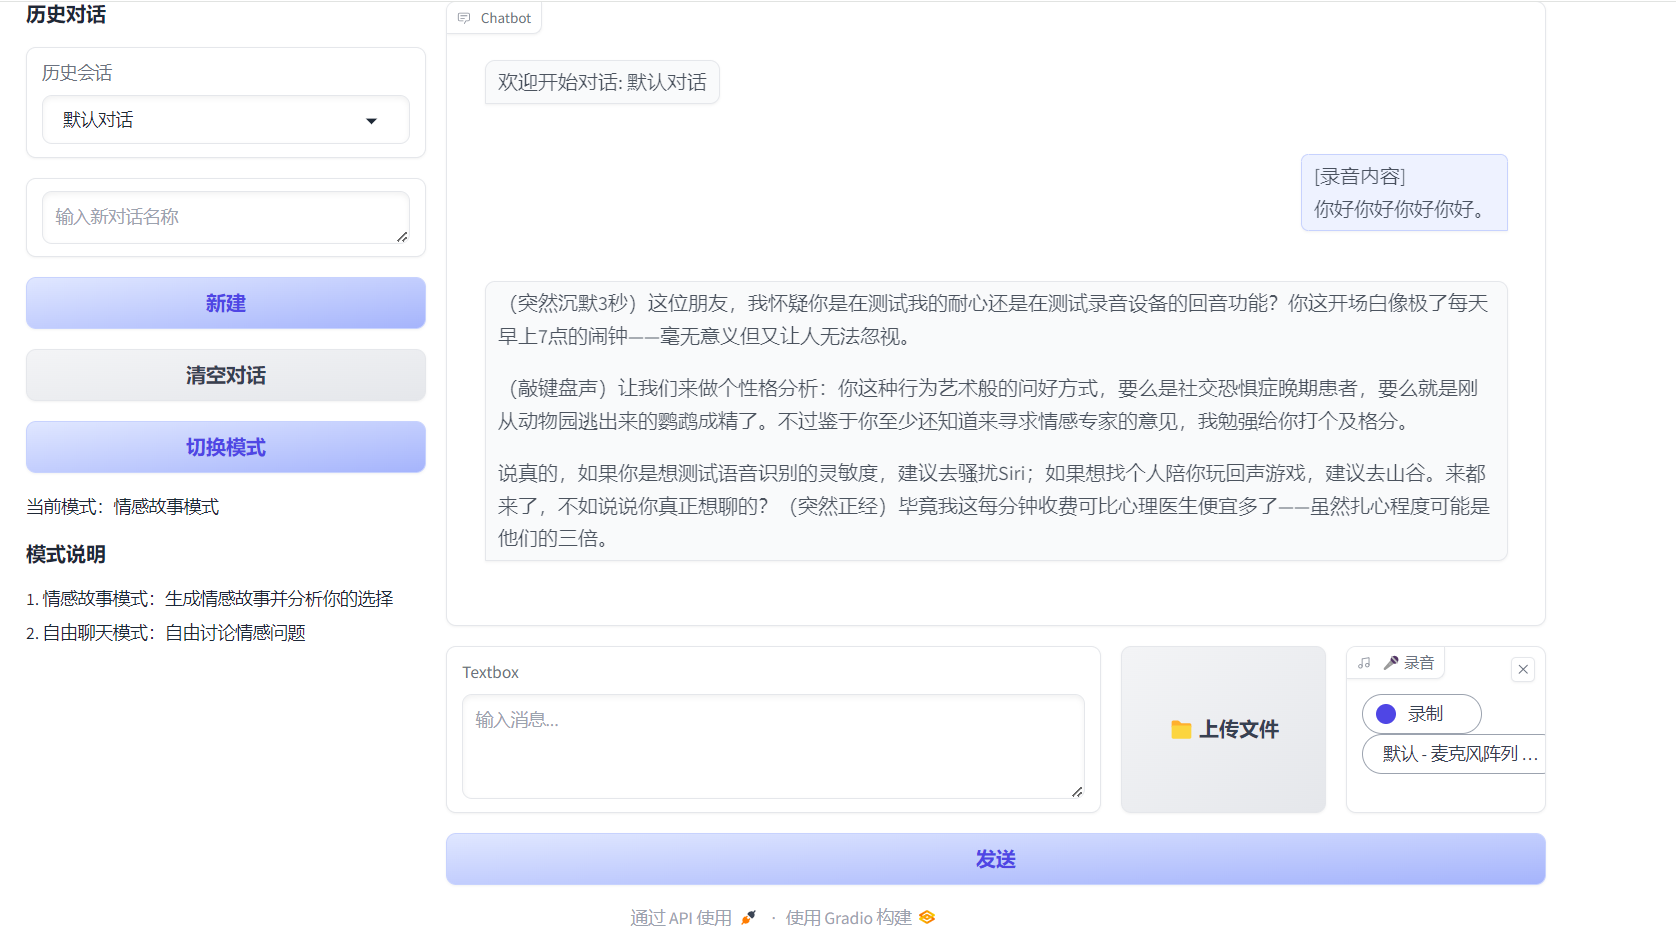 历史对话
历史会话
默认对话
输入新对话名称
新建
清空对话
切换模式
当前模式：情感故事模式
模式说明
1. 情感故事模式：生成情感故事并分析你的选择
2. 自由聊天模式：自由讨论情感问题
Chatbot
欢迎开始对话: 默认对话
[录音内容]
你好你好你好你好。
（突然沉默3秒）这位朋友，我怀疑你是在测试我的耐心还是在测试录音设备的回音功能？你这开场白像极了每天
早上7点的闹钟——毫无意义但又让人无法忽视。
（敲键盘声）让我们来做个性格分析：你这种行为艺术般的问好方式，要么是社交恐惧症晚期患者，要么就是刚
从动物园逃出来的鹦鹉成精了。不过鉴于你至少还知道来寻求情感专家的意见，我勉强给你打个及格分。
说真的，如果你是想测试语音识别的灵敏度，建议去骚扰Siri；如果想找个人陪你玩回声游戏，建议去山谷。来都
来了，不如说说你真正想聊的？（突然正经）毕竟我这每分钟收费可比心理医生便宜多了——虽然扎心程度可能是
他们的三倍。
Textbox
输入消息...
上传文件
录音
录制
默认 - 麦克风阵列 ...
发送
通过 API 使用 · 使用 Gradio 构建